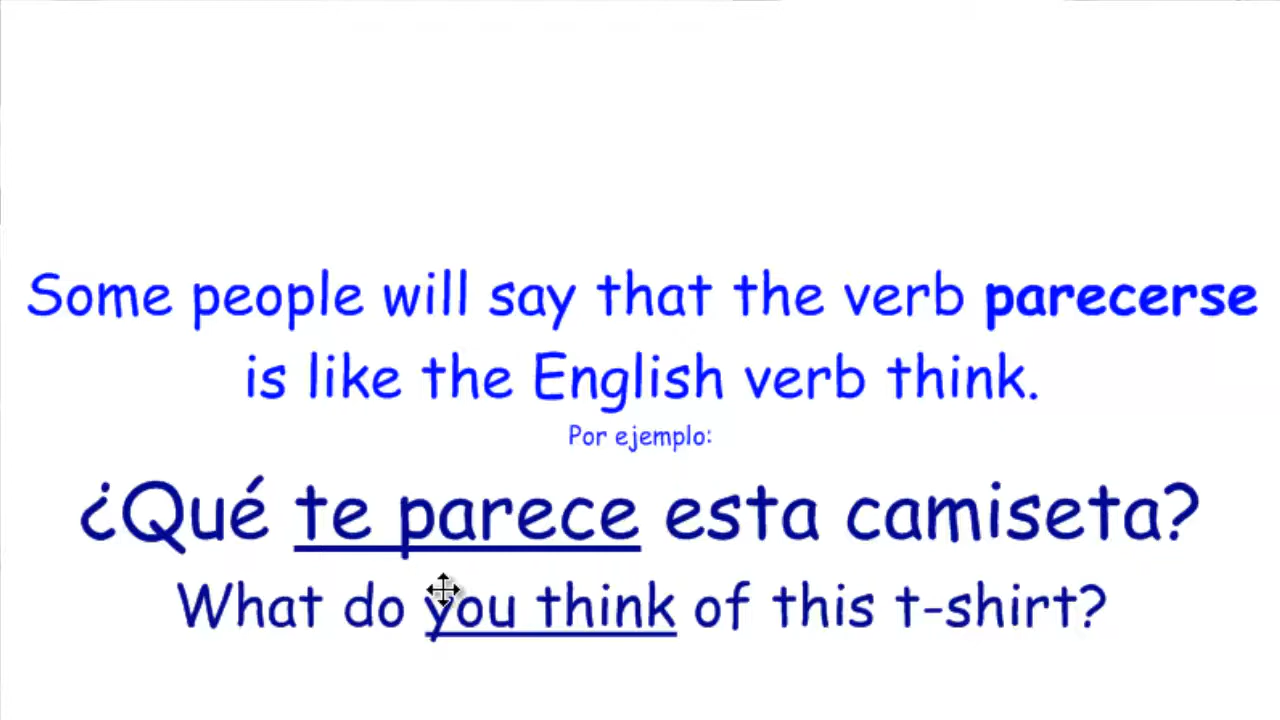 Some people will say that the verb parecerse
is like the English verb think.
Por ejemplo:
¿Qué te parece esta camiseta?
What do you think of this t-shirt?